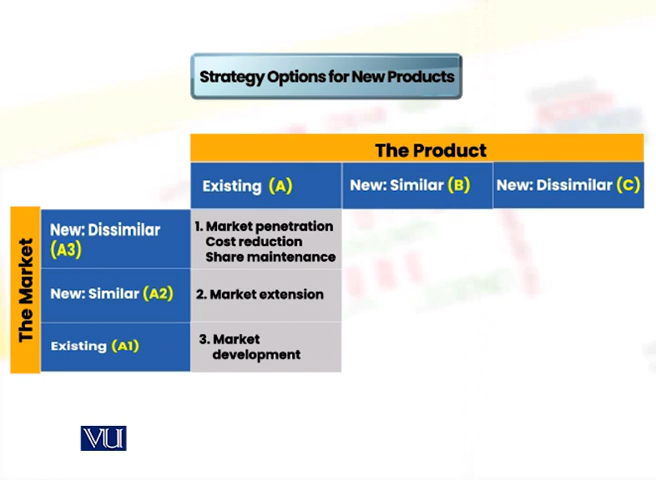 Strategy Options for New Products
The Product
Existing (A)
New: Similar (B)
New: Dissimilar (C)
The Market
New: Dissimilar
(A3)
1. Market penetration
Cost reduction
Share maintenance
New: Similar (A2)
2. Market extension
Existing (A1)
3. Market
development
VU